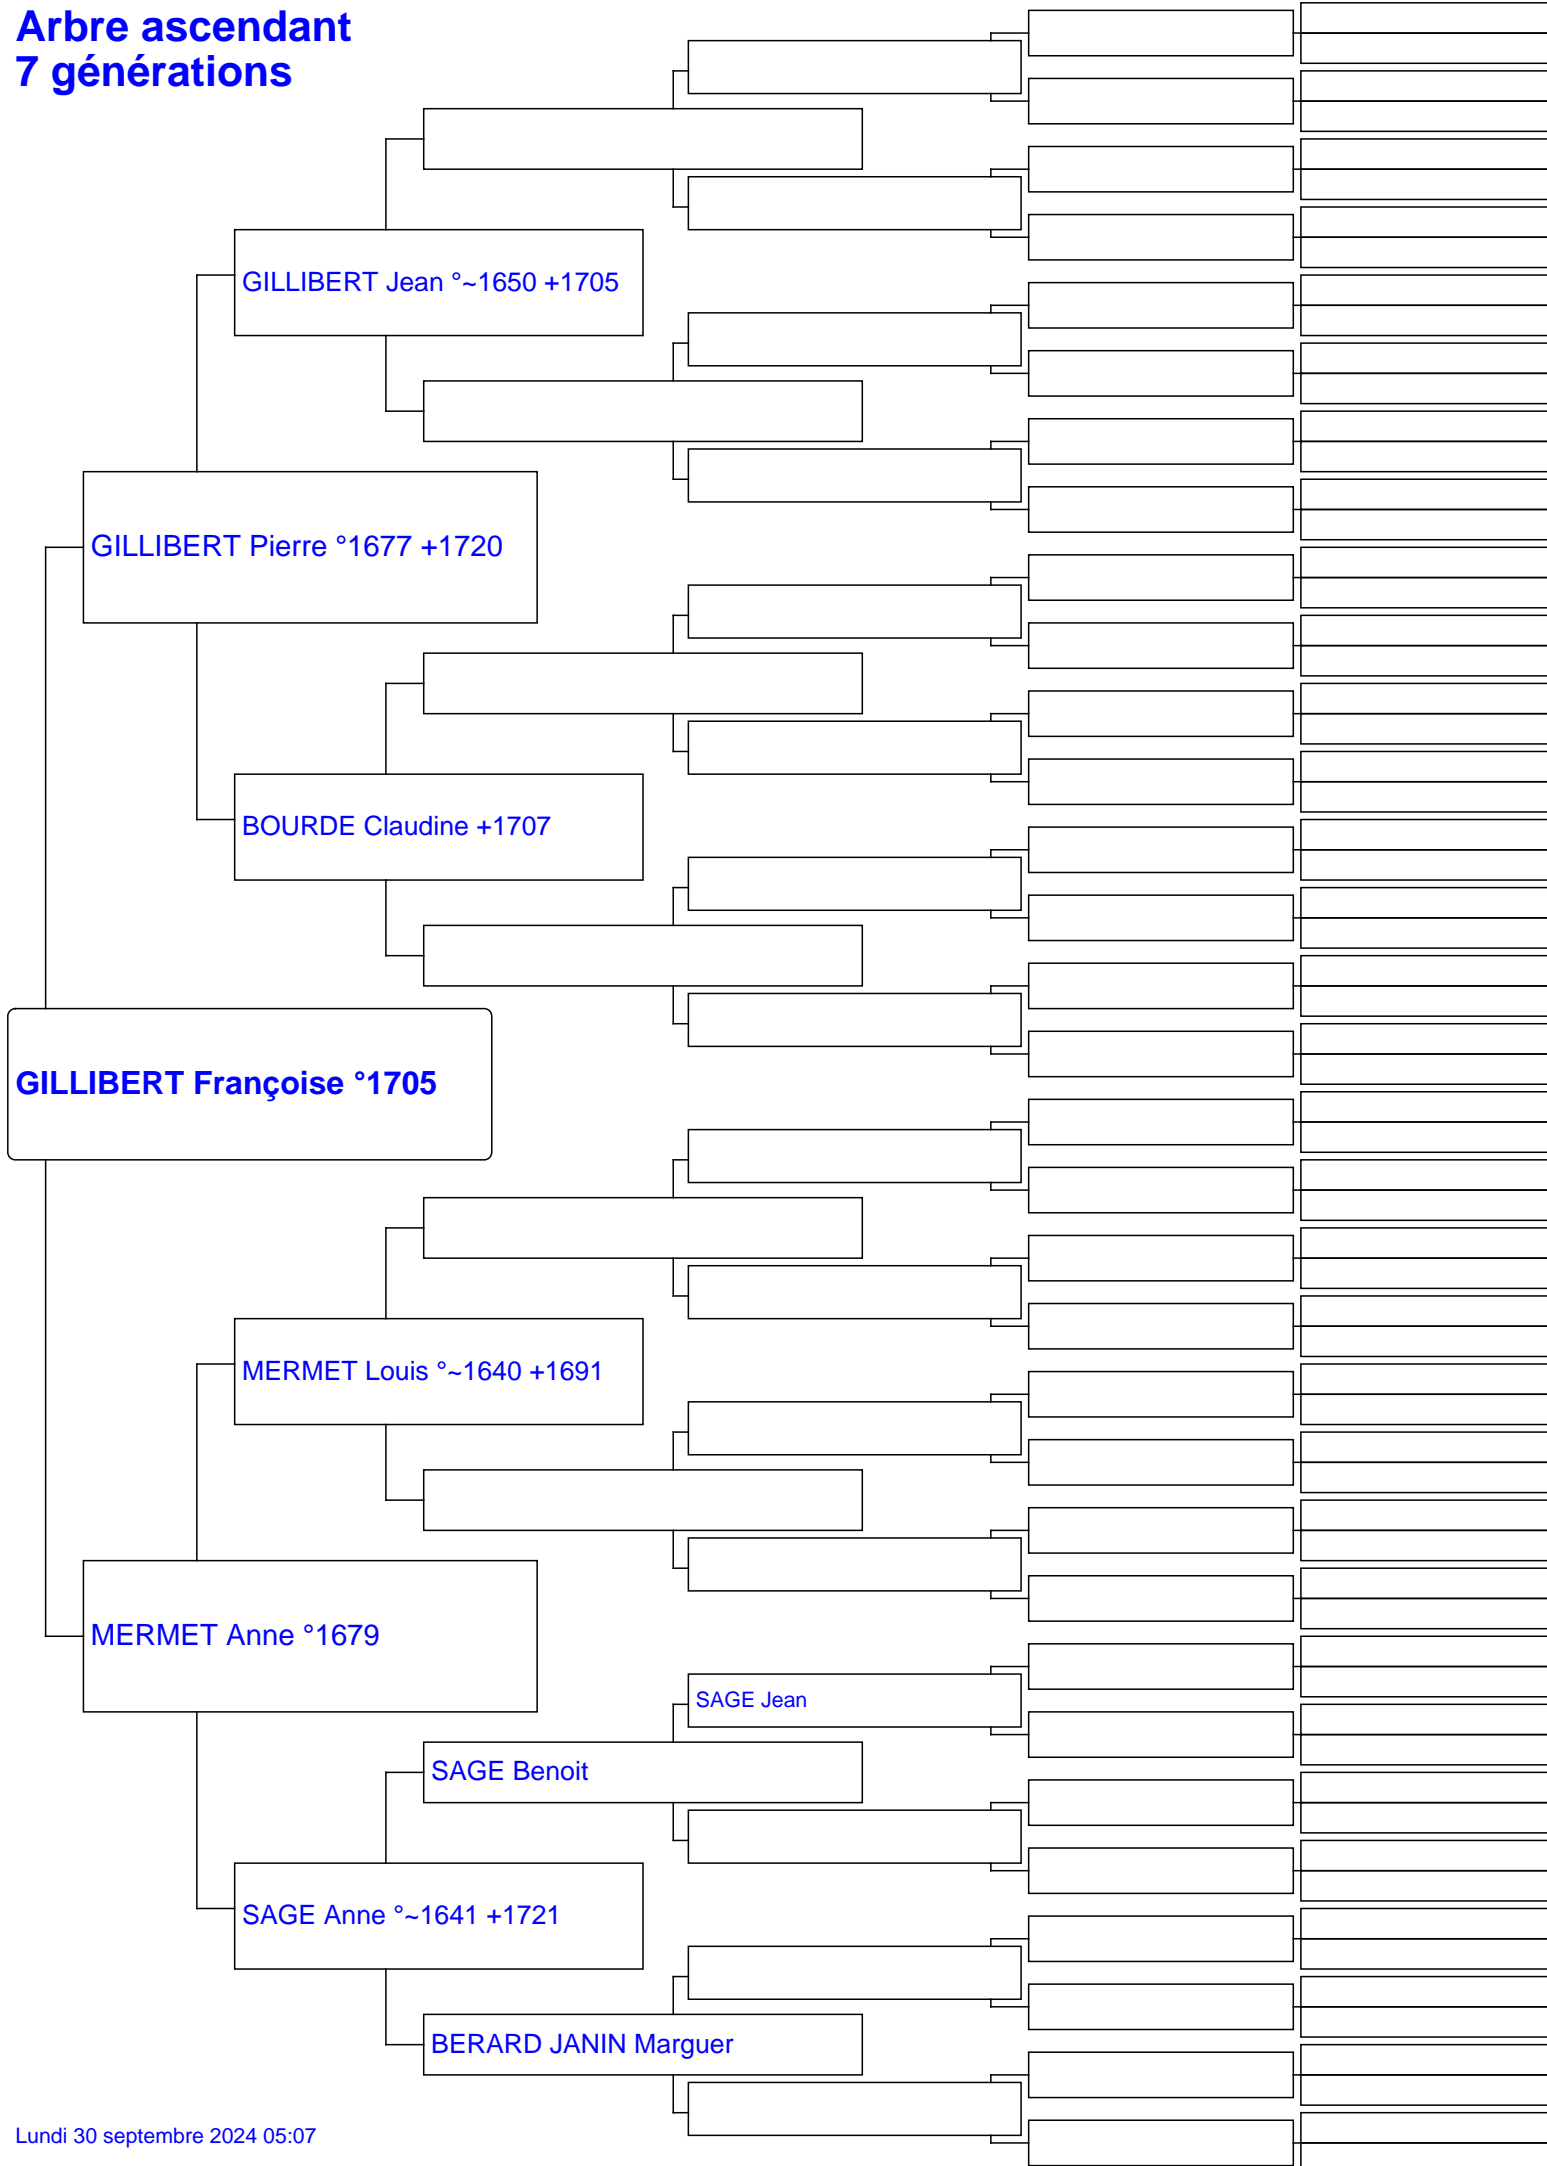 Arbre ascendant
7 générations
GILLIBERT Jean °~1650 +1705
GILLIBERT Pierre °1677 +1720
BOURDE Claudine +1707
GILLIBERT Françoise °1705
MERMET Louis °~1640 +1691
MERMET Anne °1679
SAGE Jean
SAGE Benoit
SAGE Anne °~1641 +1721
BERARD JANIN Marguer
Lundi 30 septembre 2024 05:07